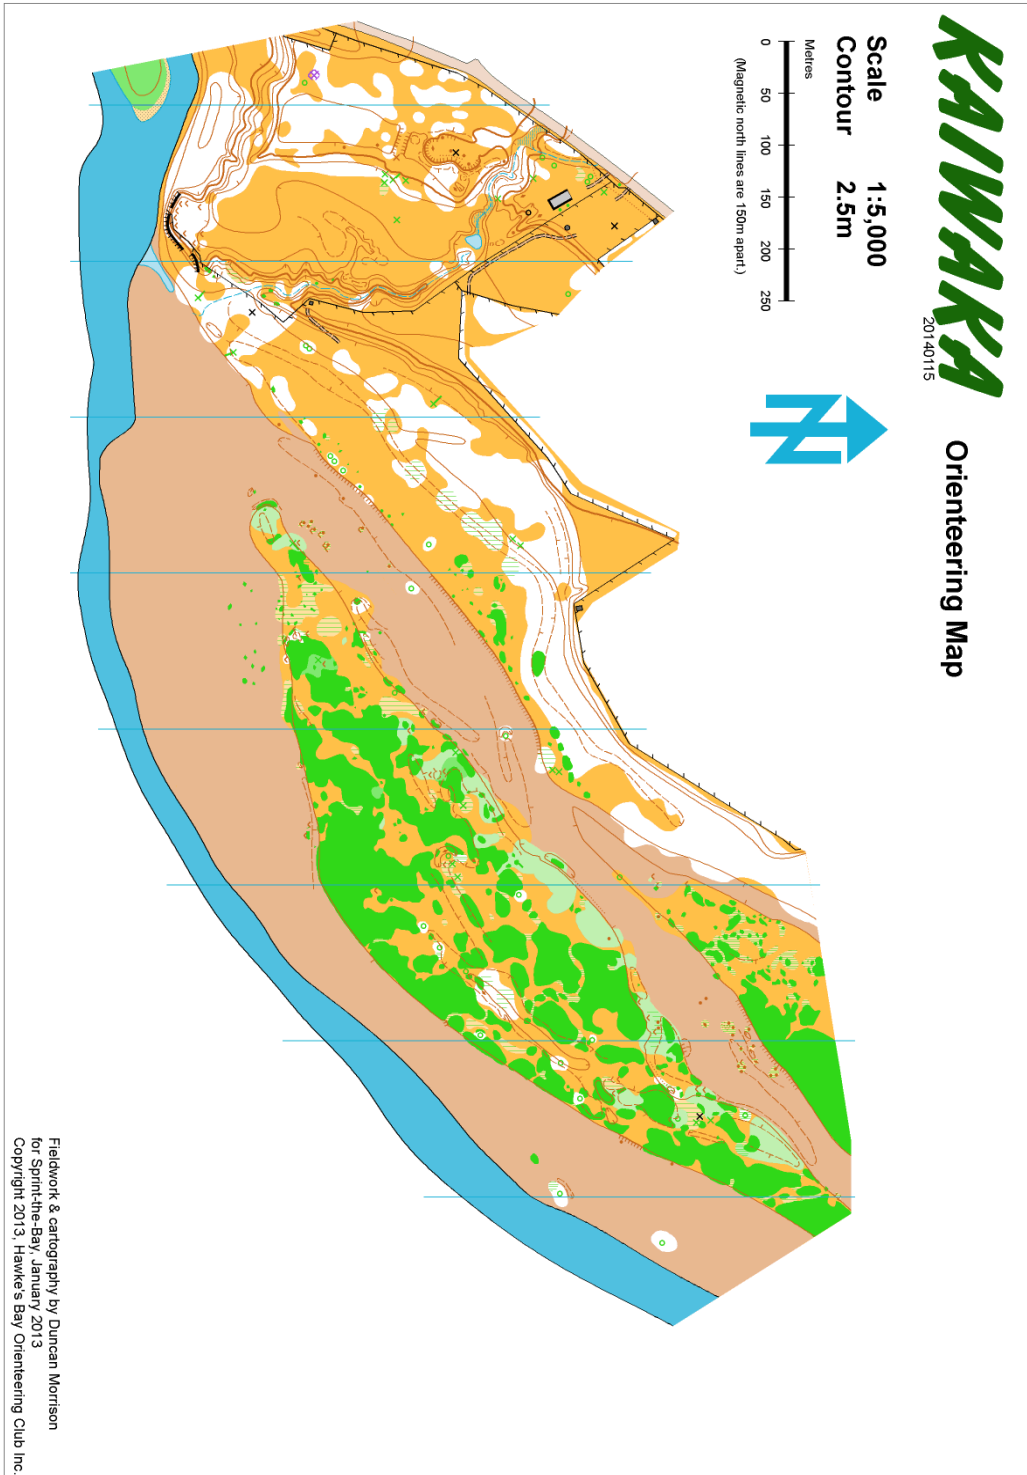 KAIWAKA
20140115
Orienteering Map
Scale 1:5,000
Contour 2.5m
Metres
0 50 100 150 200 250
(Magnetic north lines are 150m apart.)
N
Fieldwork & cartography by Duncan Morrison
for Sprint-the-Bay, January 2013
Copyright 2013, Hawke's Bay Orienteering Club Inc.